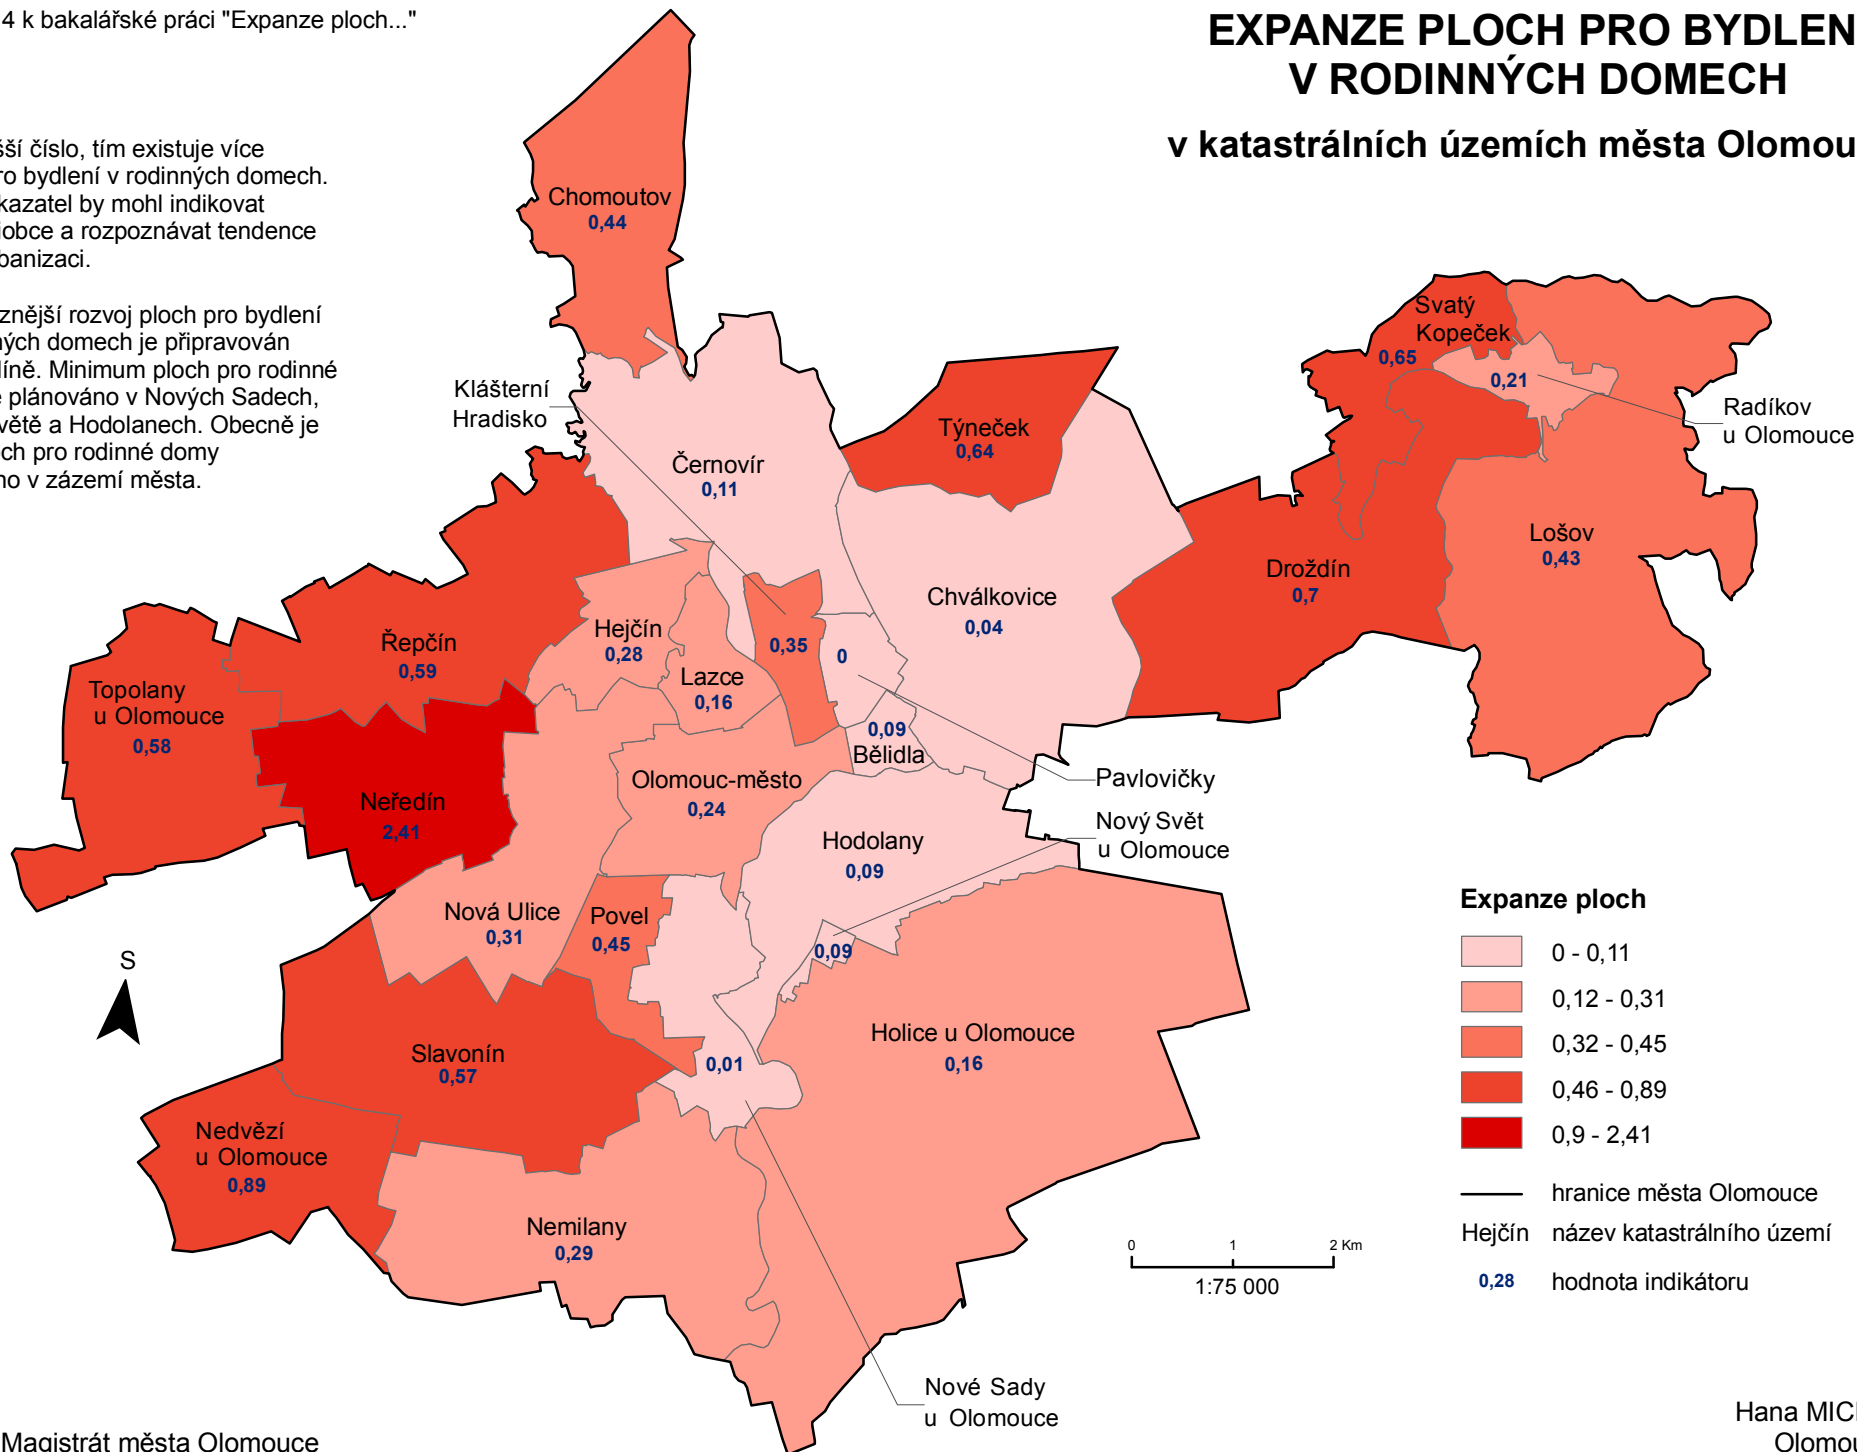 4 k bakalářské práci "Expanze ploch..."
EXPANZE PLOCH PRO BYDLEN
V RODINNÝCH DOMECH
v katastrálních územích města Olomou
šší číslo, tím existuje více
ro bydlení v rodinných domech.
kazatel by mohl indikovat
iobce a rozpoznávat tendence
banizaci.
znější rozvoj ploch pro bydlení
ných domech je připravován
líně. Minimum ploch pro rodinné
e plánováno v Nových Sadech,
větě a Hodolanech. Obecně je
ch pro rodinné domy
no v zázemí města.
Chomoutov
0,44
Klášterní
Hradisko
Černovír
0,11
Týneček
0,64
Svatý
Kopeček
0,65
0,21
Radíkov
u Olomouce
Lošov
0,43
Droždín
0,7
Chválkovice
0,04
Řepčín
0,59
Hejčín
0,28
Lazce
0,16
0,35
0
Topolany
u Olomouce
0,58
Neředín
2,41
Olomouc-město
0,24
0,09
Bělidla
Pavlovičky
Nový Svět
u Olomouce
Hodolany
0,09
Nová Ulice
0,31
Povel
0,45
0,09
S
Slavonín
0,57
0,01
Holice u Olomouce
0,16
Nedvězí
u Olomouce
0,89
Nemilany
0,29
Nové Sady
u Olomouce
Expanze ploch
0 - 0,11
0,12 - 0,31
0,32 - 0,45
0,46 - 0,89
0,9 - 2,41
hranice města Olomouce
Hejčín název katastrálního území
0,28 hodnota indikátoru
0 1 2 Km
1:75 000
Magistrát města Olomouce
Hana MICH
Olomou